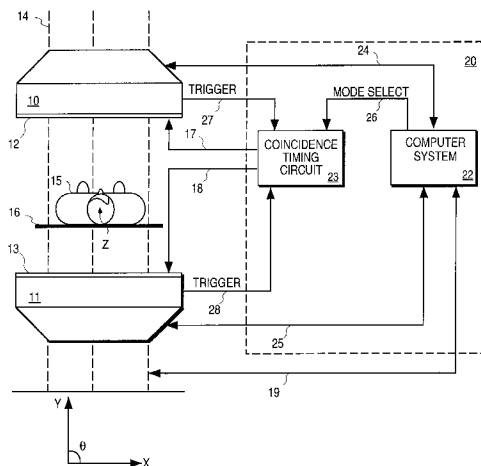 14
24
20
TRIGGER
MODE SELECT
10
27
26
12
17
COINCIDENCE
TIMING
CIRCUIT
23
COMPUTER
SYSTEM
22
15
18
16
Z
13
TRIGGER
11
28
25
19
Y
θ
X